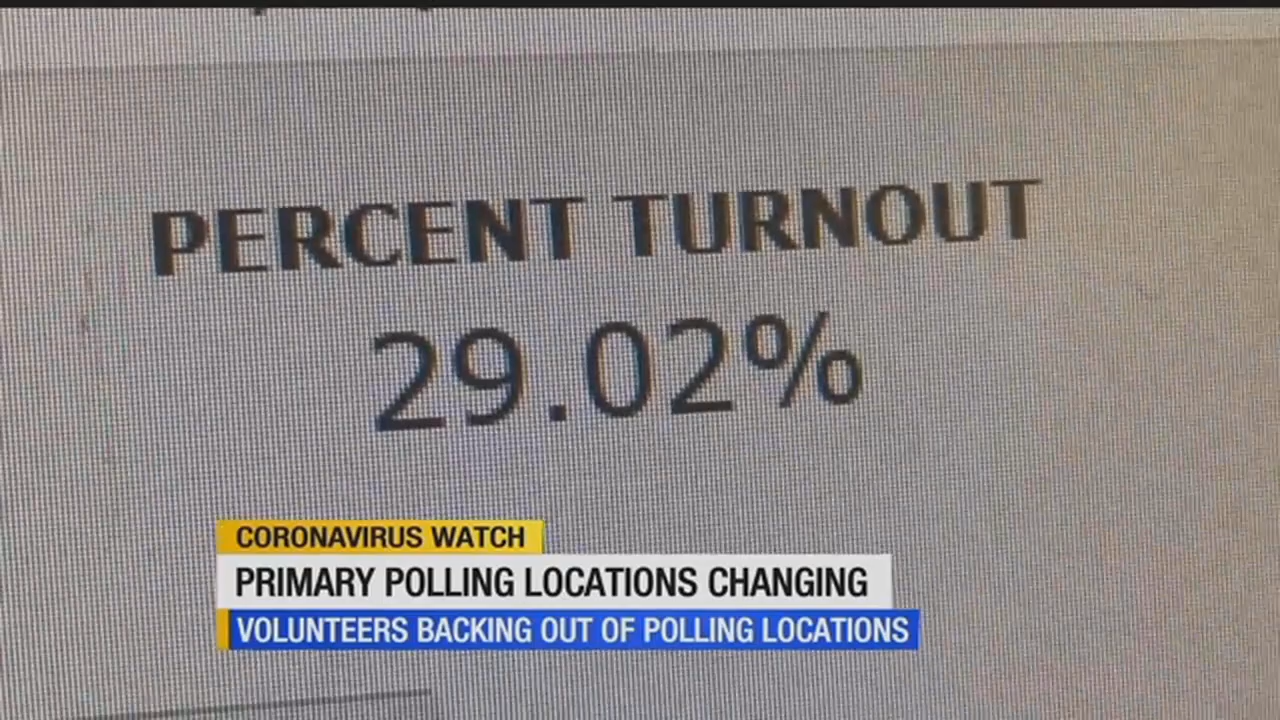 PERCENT TURNOUT
29.02%
CORONAVIRUS WATCH
PRIMARY POLLING LOCATIONS CHANGING
VOLUNTEERS BACKING OUT OF POLLING LOCATIONS